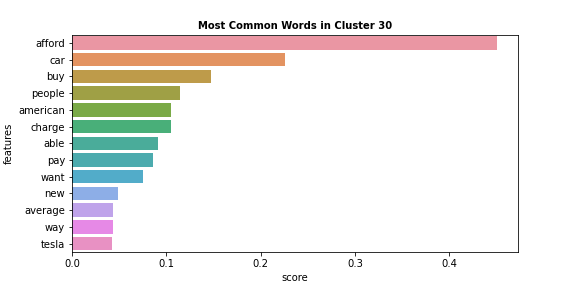 Most Common Words in Cluster 30
afford
car
buy
people
american
charge
able
pay
want
new
average
way
tesla
features
0.0 0.1 0.2 0.3 0.4
score